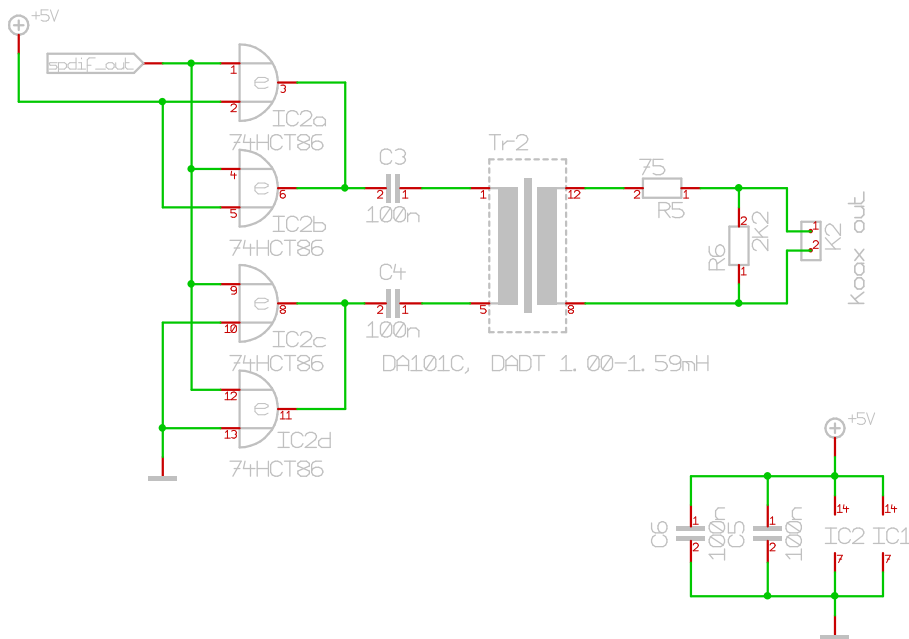 +5V
spdiF_out
1
2
e
3
IC2a
74HCT86
4
5
e
6
IC2b
74HCT86
9
10
e
8
IC2c
74HCT86
12
13
e
11
IC2d
74HCT86
C3
2 1
100n
C4
2 1
100n
Tr2
1 12
5 8
DA101C, DADT 1.00-1.59mH
75
2 1
R5
2
R6 2K2
1
1
2
K2
Koax out
+5V
C6
1
2
100n
C5
1
2
100n
14
IC2
7
14
IC1
7